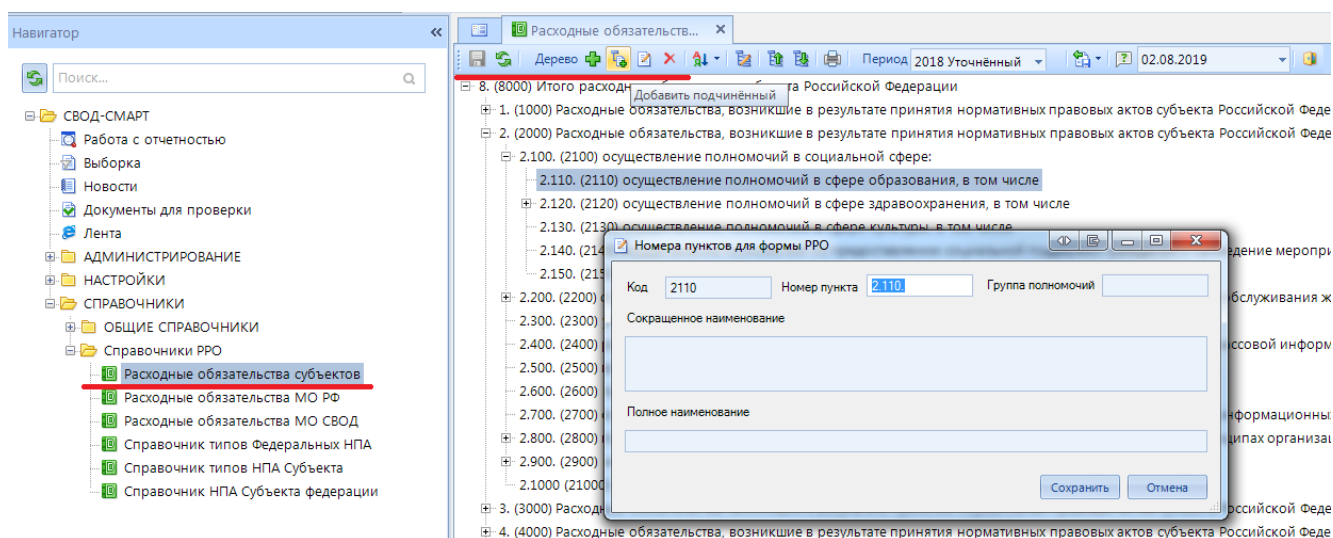 Навигатор
Поиск...
СВОД-СМАРТ
Работа с отчетностью
Выборка
Новости
Документы для проверки
Лента
АДМИНИСТРИРОВАНИЕ
НАСТРОЙКИ
СПРАВОЧНИКИ
ОБЩИЕ СПРАВОЧНИКИ
Справочники РРО
Расходные обязательства субъектов
Расходные обязательства МО РФ
Расходные обязательства МО СВОД
Справочник типов Федеральных НПА
Справочник типов НПА Субъекта
Справочник НПА Субъекта федерации
Расходные обязательств...
Дерево Период 2018 Уточнённый 02.08.2019
8. (8000) Итого Российской Федерации
Добавить подчинённый
1. (1000) Расходные обязательства, возникшие в результате принятия нормативных правовых актов субъекта Российской Феде
2. (2000) Расходные обязательства, возникшие в результате принятия нормативных правовых актов субъекта Российской Феде
2.100. (2100) осуществление полномочий в социальной сфере:
2.110. (2110) осуществление полномочий в сфере образования, в том числе
2.120. (2120) осуществление полномочий в сфере здравоохранения, в том числе
2.130. (2130) осуществление полномочий в сфере культуры, в том числе
2.140. (214 едение меропри
2.150. (215
2.200. (2200) обслуживания ж
2.300. (2300)
2.400. (2400) ссовой информ
2.500. (2500)
2.600. (2600)
2.700. (2700) нформационны
2.800. (2800) ципах организа
2.900. (2900)
2.1000 (21000
3. (3000) Расходн оссийской Феде
4. (4000) Расходные обязательства, возникшие в результате принятия нормативных правовых актов субъекта Российской Феде
Номера пунктов для формы РРО
Код 2110 Номер пункта 2.110. Группа полномочий
Сокращенное наименование
Полное наименование
Сохранить Отмена